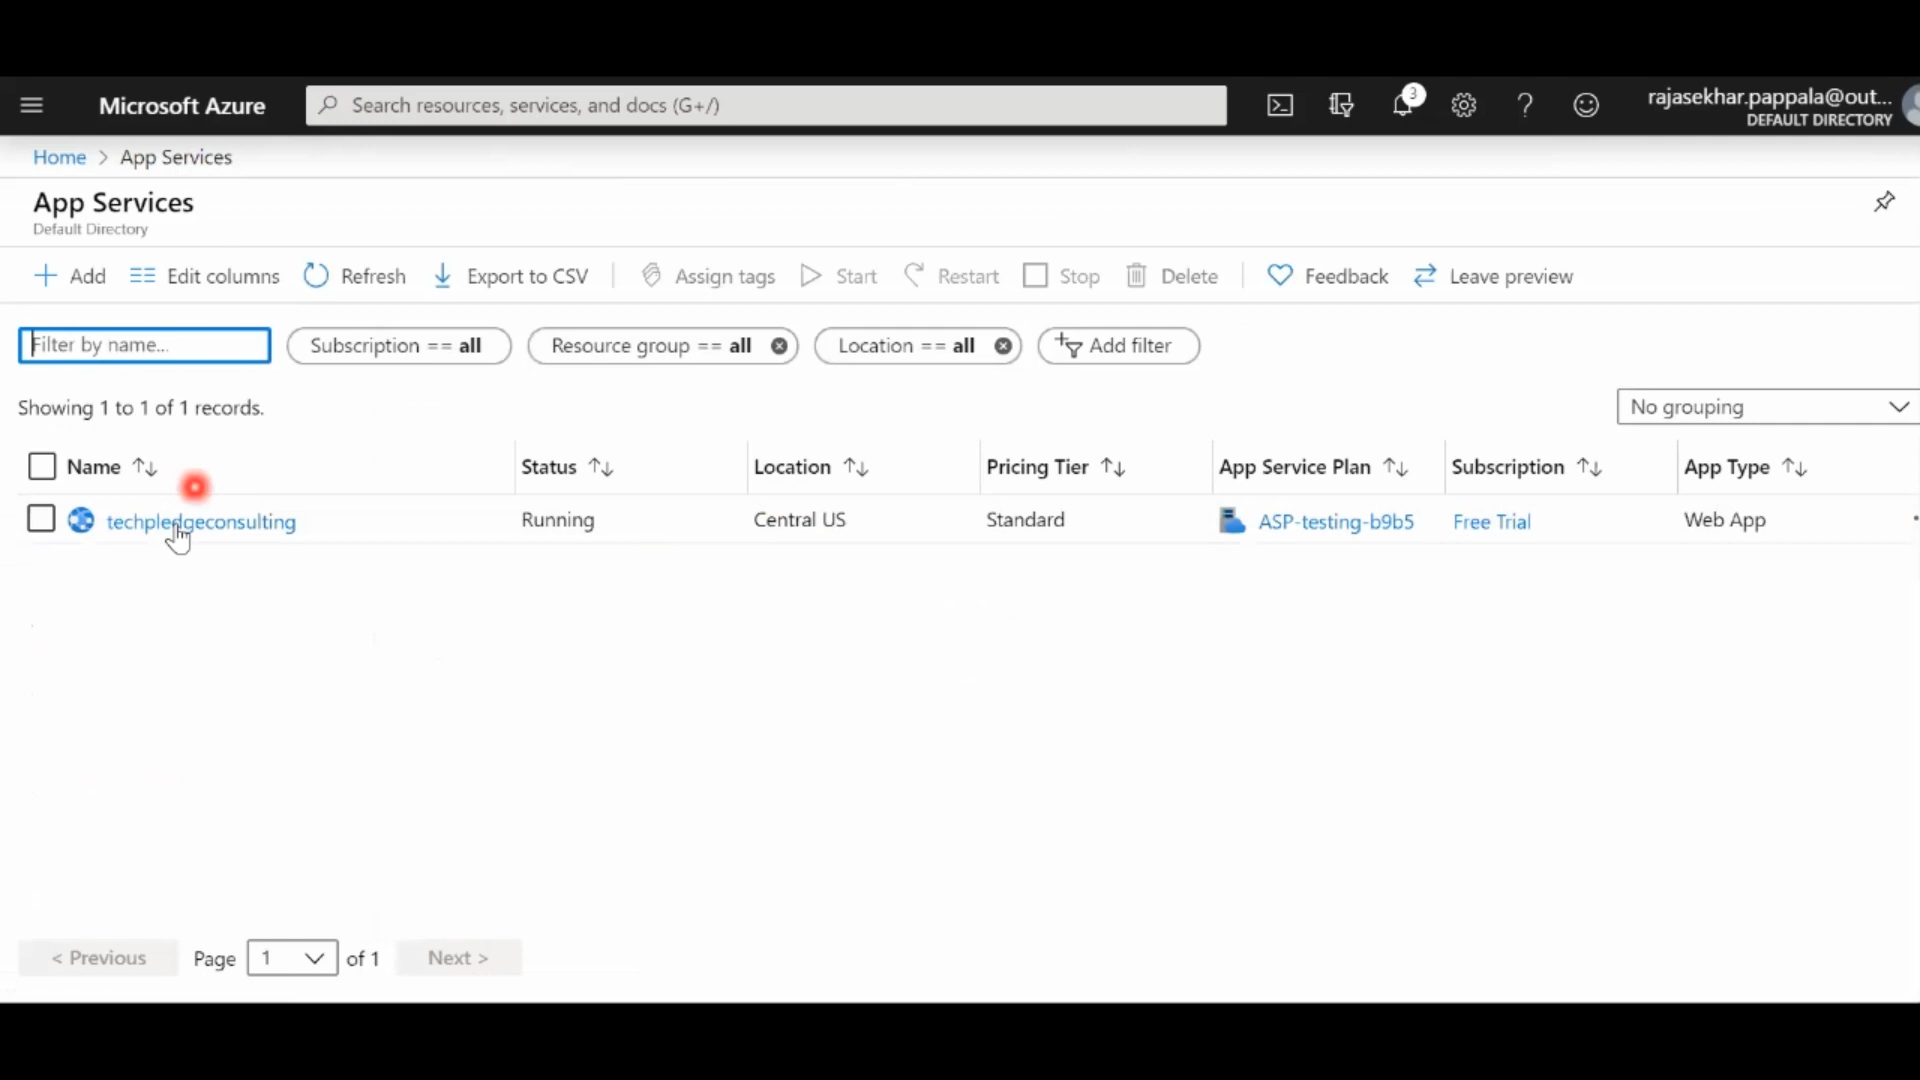 Microsoft Azure
Search resources, services, and docs (G+/)
3
rajasekhar.pappala@out...
DEFAULT DIRECTORY
Home > App Services
App Services
Default Directory
Add Edit columns Refresh Export to CSV Assign tags Start Restart Stop Delete Feedback Leave preview
Filter by name... Subscription == all Resource group == all Location == all Add filter
Showing 1 to 1 of 1 records. No grouping
Name Status Location Pricing Tier App Service Plan Subscription App Type
techpledgeconsulting Running Central US Standard ASP-testing-b9b5 Free Trial Web App
< Previous Page 1 of 1 Next >